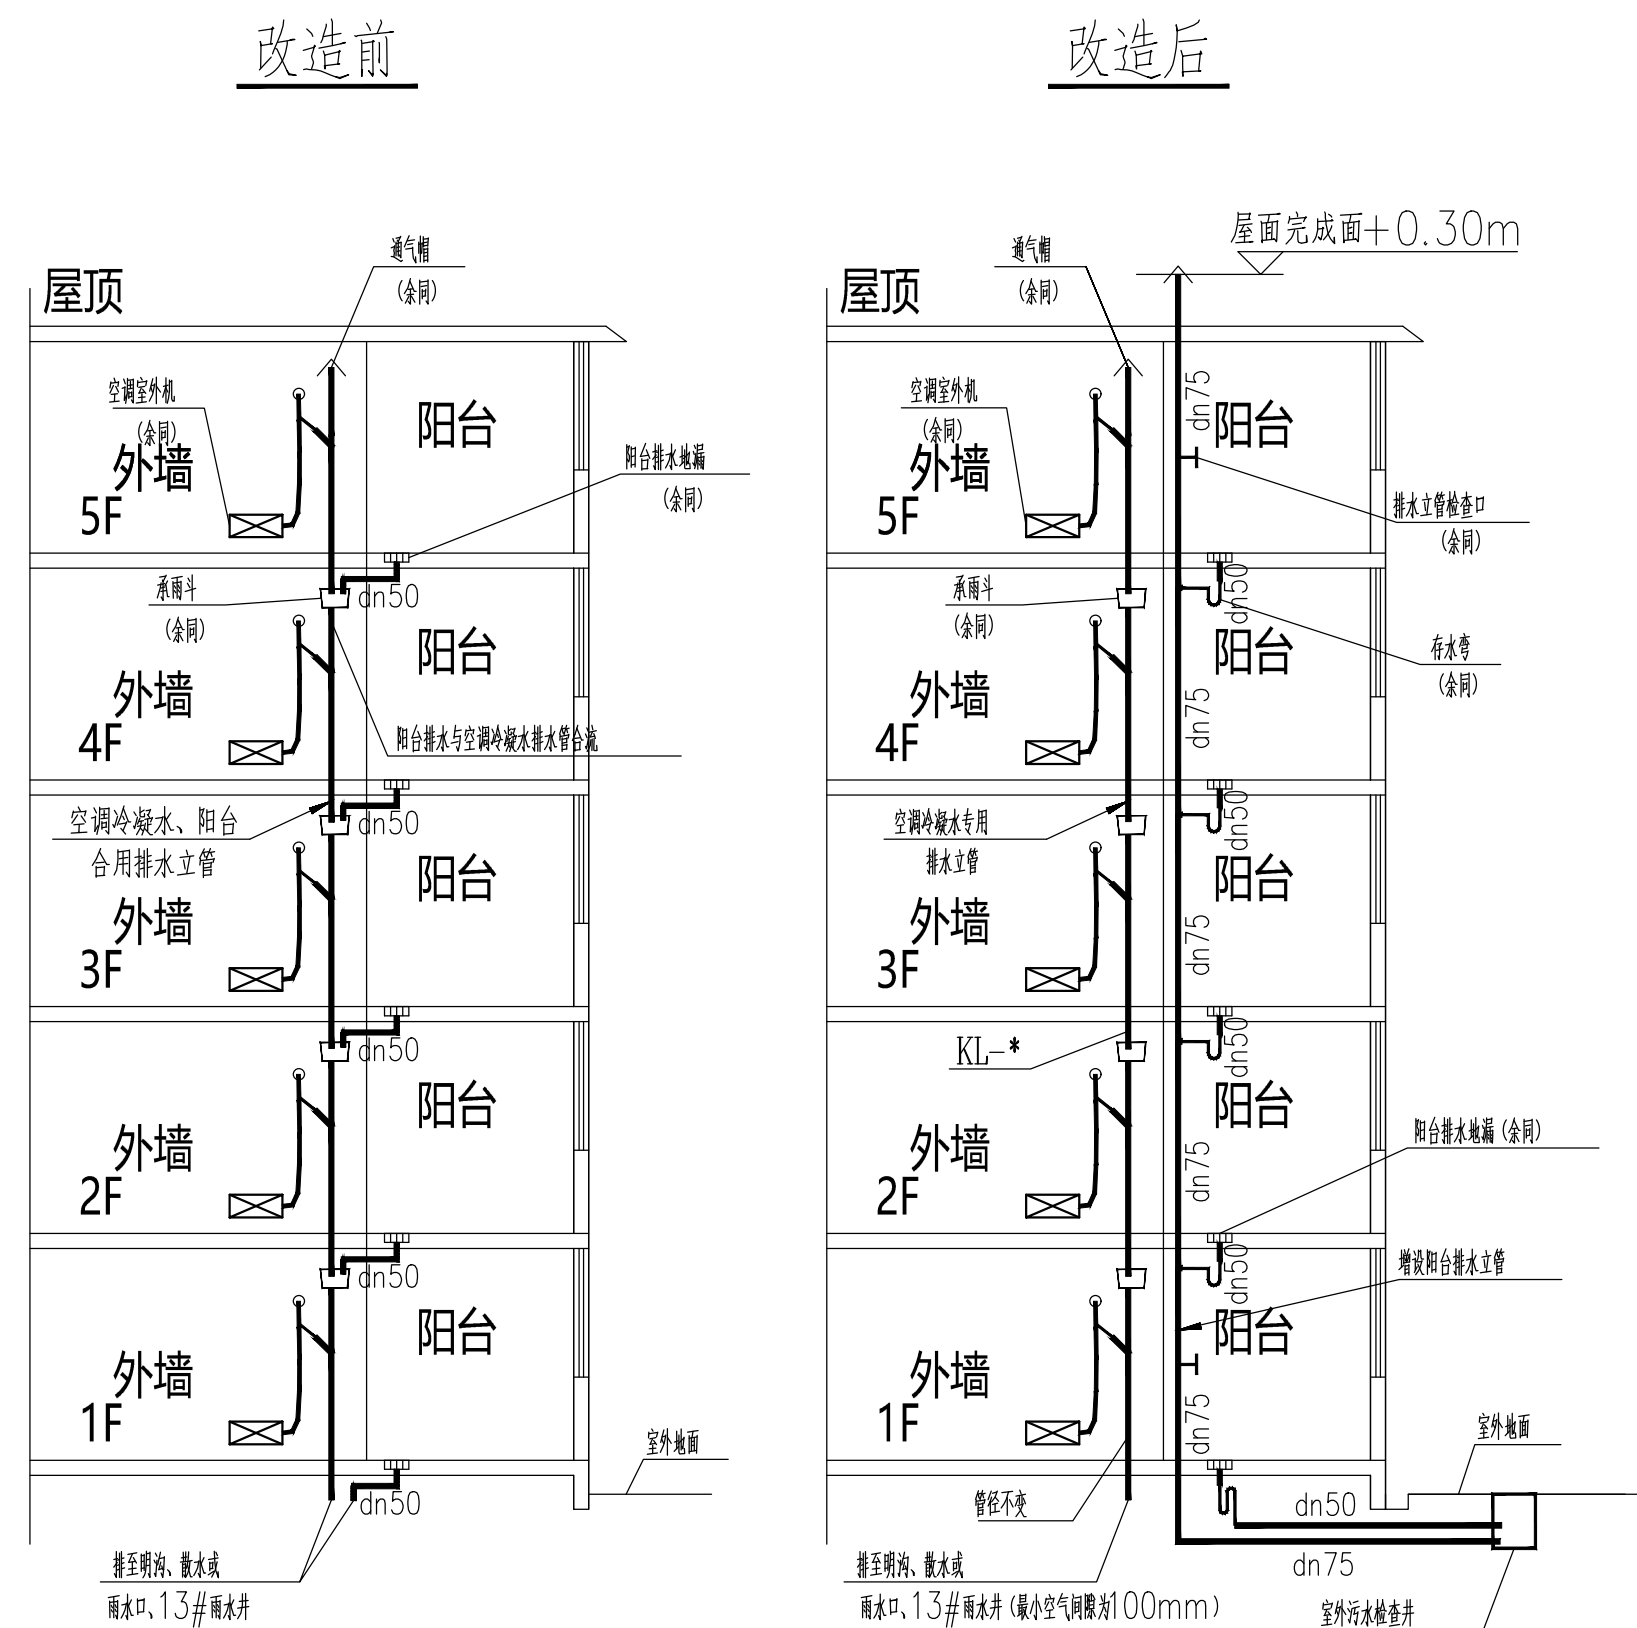 改造前
通气帽
(余同)
屋顶
空调室外机
(余同)
外墙
5F
阳台
阳台排水地漏
(余同)
承雨斗
(余同)
dn50
外墙
4F
阳台
阳台排水与空调冷凝水排水管合流
空调冷凝水、阳台
合用排水立管
dn50
外墙
3F
阳台
dn50
外墙
2F
阳台
dn50
外墙
1F
阳台
室外地面
dn50
排至明沟、散水或
雨水口、13#雨水井
改造后
屋面完成面+0.30m
通气帽
(余同)
屋顶
空调室外机
(余同)
外墙
5F
dn75
阳台
排水立管检查口
(余同)
承雨斗
(余同)
dn50
外墙
4F
dn75
阳台
存水弯
(余同)
空调冷凝水专用
排水立管
dn50
外墙
3F
dn75
阳台
KL-*
dn50
外墙
2F
dn75
阳台
阳台排水地漏(余同)
dn50
增设阳台排水立管
外墙
1F
dn75
阳台
室外地面
管径不变
dn50
dn75
排至明沟、散水或
雨水口、13#雨水井(最小空气间隙为100mm)
室外污水检查井